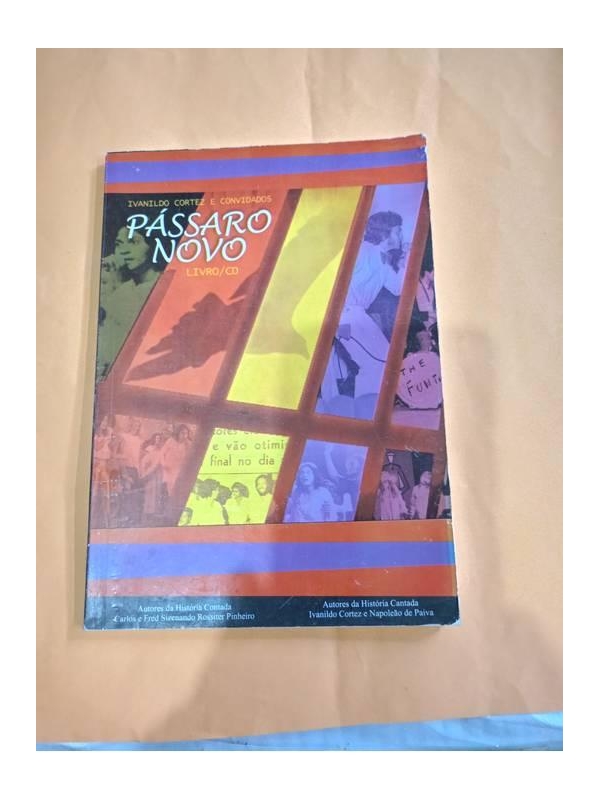 IVANILDO CORTEZ E CONVIDADOS
PÁSSARO
NOVO
LIVRO/CD
THE
FUNT
e vão otimi
final no dia
Autores da História Contada
Carlos e Fred Sizenando Rossiter Pinheiro
Autores da História Cantada
Ivanildo Cortez e Napoleão de Paiva